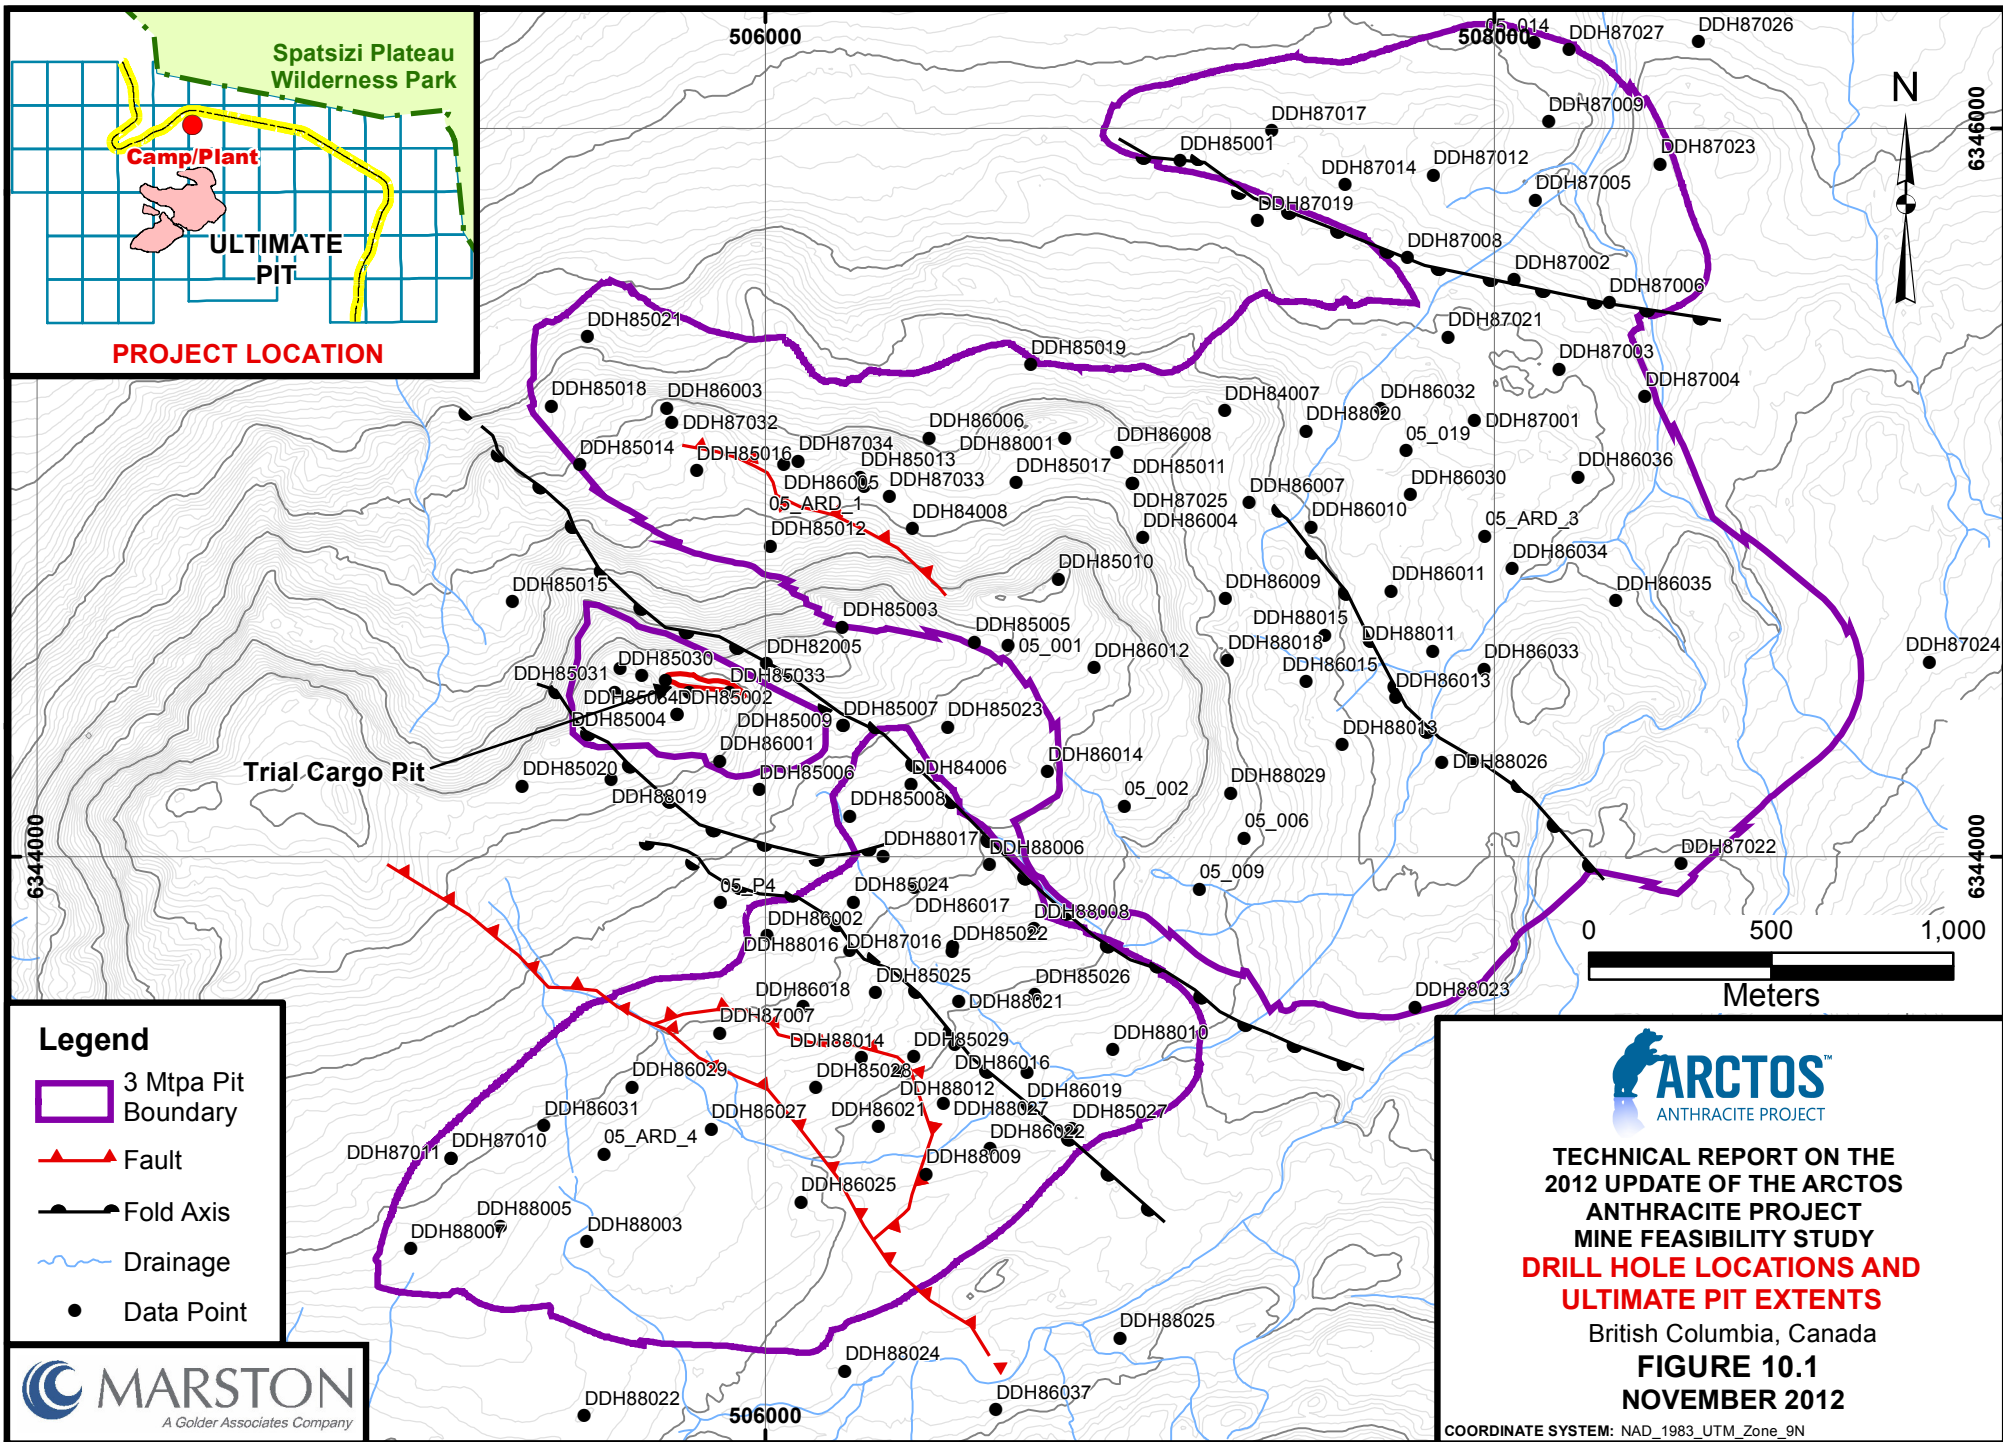 Spatsizi Plateau
Wilderness Park
Camp/Plant
ULTIMATE
PIT
PROJECT LOCATION
506000
508000
05_014
DDH87027
DDH87026
N
6346000
DDH87009
DDH87017
DDH85001
DDH87023
DDH87012
DDH87014
DDH87005
DDH87019
DDH87008
DDH87002
DDH87006
DDH85021
DDH87021
DDH85019
DDH87003
DDH87004
DDH85018
DDH86003
DDH84007
DDH86032
DDH88020
DDH87001
DDH87032
DDH86006
DDH86008
05_019
DDH85014
DDH85016
DDH87034
DDH88001
DDH85013
DDH85017
DDH85011
DDH86036
DDH86005
DDH87033
DDH86030
05_ARD_1
DDH87025
DDH86007
DDH86010
DDH84008
DDH86004
05_ARD_3
DDH85012
DDH85010
DDH86034
DDH85015
DDH86009
DDH86011
DDH86035
DDH85003
DDH85005
05_001
DDH88015
DDH88018
DDH88011
DDH82005
DDH86012
DDH86033
DDH87024
DDH85031
DDH85030
DDH85033
DDH86015
DDH86013
DDH85034
DDH85002
DDH85004
DDH85009
DDH85007
DDH85023
DDH88013
DDH86001
Trial Cargo Pit
DDH85020
DDH85006
DDH84006
DDH86014
DDH88029
DDH88026
DDH88019
DDH85008
05_002
05_006
DDH88017
DDH88006
DDH87022
6344000
6344000
05_P4
DDH85024
05_009
DDH86002
DDH86017
DDH88008
DDH88016
DDH87016
DDH85022
0 500 1,000
Meters
DDH85025
DDH85026
DDH86018
DDH88021
DDH88023
DDH87007
DDH88014
DDH85029
DDH88010
DDH86029
DDH85028
DDH86016
DDH88012
DDH86019
DDH86031
DDH86027
DDH86021
DDH88027
DDH85027
DDH87011
DDH87010
05_ARD_4
DDH86022
DDH88009
DDH86025
DDH88005
DDH88007
DDH88003
DDH88025
DDH88024
DDH86037
DDH88022
506000
Legend
3 Mtpa Pit
Boundary
Fault
Fold Axis
Drainage
Data Point
MARSTON
A Golder Associates Company
ARCTOS™
ANTHRACITE PROJECT
TECHNICAL REPORT ON THE
2012 UPDATE OF THE ARCTOS
ANTHRACITE PROJECT
MINE FEASIBILITY STUDY
DRILL HOLE LOCATIONS AND
ULTIMATE PIT EXTENTS
British Columbia, Canada
FIGURE 10.1
NOVEMBER 2012
COORDINATE SYSTEM: NAD_1983_UTM_Zone_9N